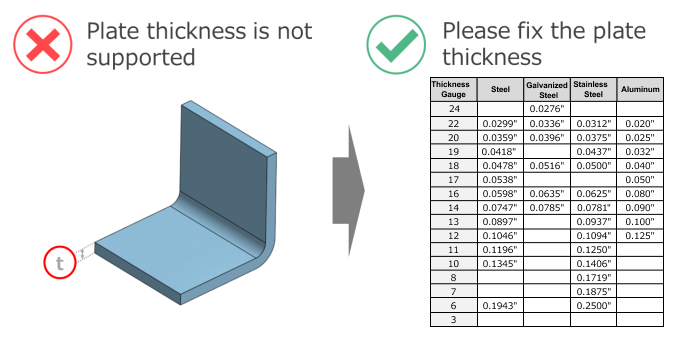 Plate thickness is not
supported
Please fix the plate
thickness
t
Thickness Gauge Steel Galvanized Steel Stainless Steel Aluminum
24 0.0276"
22 0.0299" 0.0336" 0.0312" 0.020"
20 0.0359" 0.0396" 0.0375" 0.025"
19 0.0418" 0.0437" 0.032"
18 0.0478" 0.0516" 0.0500" 0.040"
17 0.0538" 0.050"
16 0.0598" 0.0635" 0.0625" 0.080"
14 0.0747" 0.0785" 0.0781" 0.090"
13 0.0897" 0.0937" 0.100"
12 0.1046" 0.1094" 0.125"
11 0.1196" 0.1250"
10 0.1345" 0.1406"
8 0.1719"
7 0.1875"
6 0.1943" 0.2500"
3